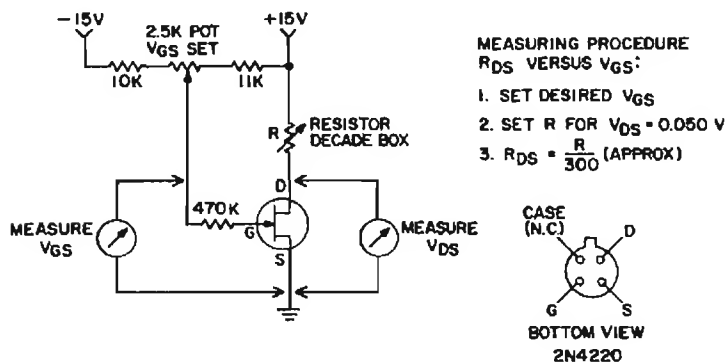 -15V
2.5K POT
VGS SET
+15V
10K
11K
R
RESISTOR
DECADE BOX
D
470K
G
S
MEASURE
VGS
MEASURE
VDS
MEASURING PROCEDURE
RDS VERSUS VGS:
1. SET DESIRED VGS
2. SET R FOR VDS = 0.050 V
3. RDS = R/300 (APPROX)
CASE
(N.C)
D
G
S
BOTTOM VIEW
2N4220